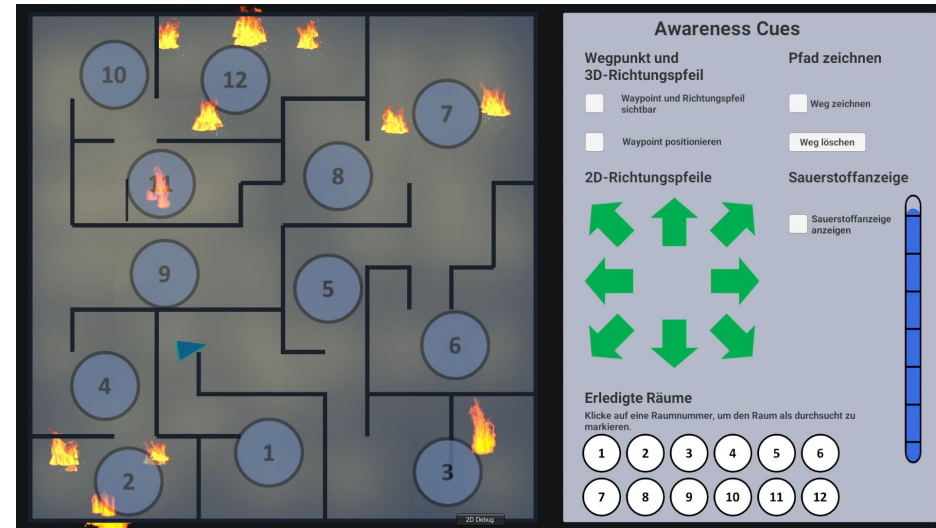 10
12
7
11
8
9
5
6
4
1
3
2
2D Debug
Awareness Cues
Wegpunkt und
3D-Richtungspfeil
Waypoint und Richtungspfeil
sichtbar
Waypoint positionieren
Pfad zeichnen
Weg zeichnen
Weg löschen
2D-Richtungspfeile
Sauerstoffanzeige
Sauerstoffanzeige
anzeigen
Erledigte Räume
Klicke auf eine Raumnummer, um den Raum als durchsucht zu
markieren.
1 2 3 4 5 6
7 8 9 10 11 12